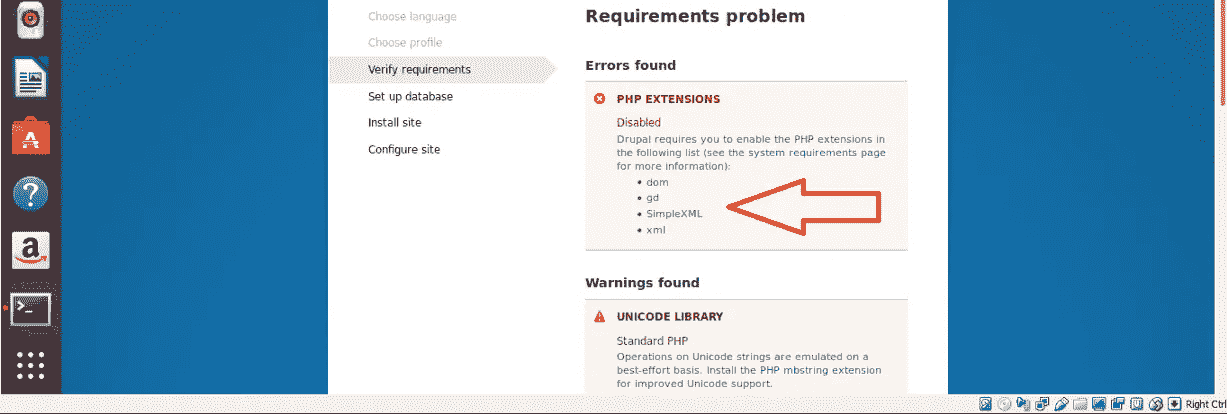 Choose language
Choose profile
Verify requirements
Set up database
Install site
Configure site
Requirements problem
Errors found
PHP EXTENSIONS
Disabled
Drupal requires you to enable the PHP extensions in
the following list (see the system requirements page
for more information):
• dom
• gd
• SimpleXML
• xml
Warnings found
UNICODE LIBRARY
Standard PHP
Operations on Unicode strings are emulated on a
best-effort basis. Install the PHP mbstring extension
for improved Unicode support.
Right Ctrl